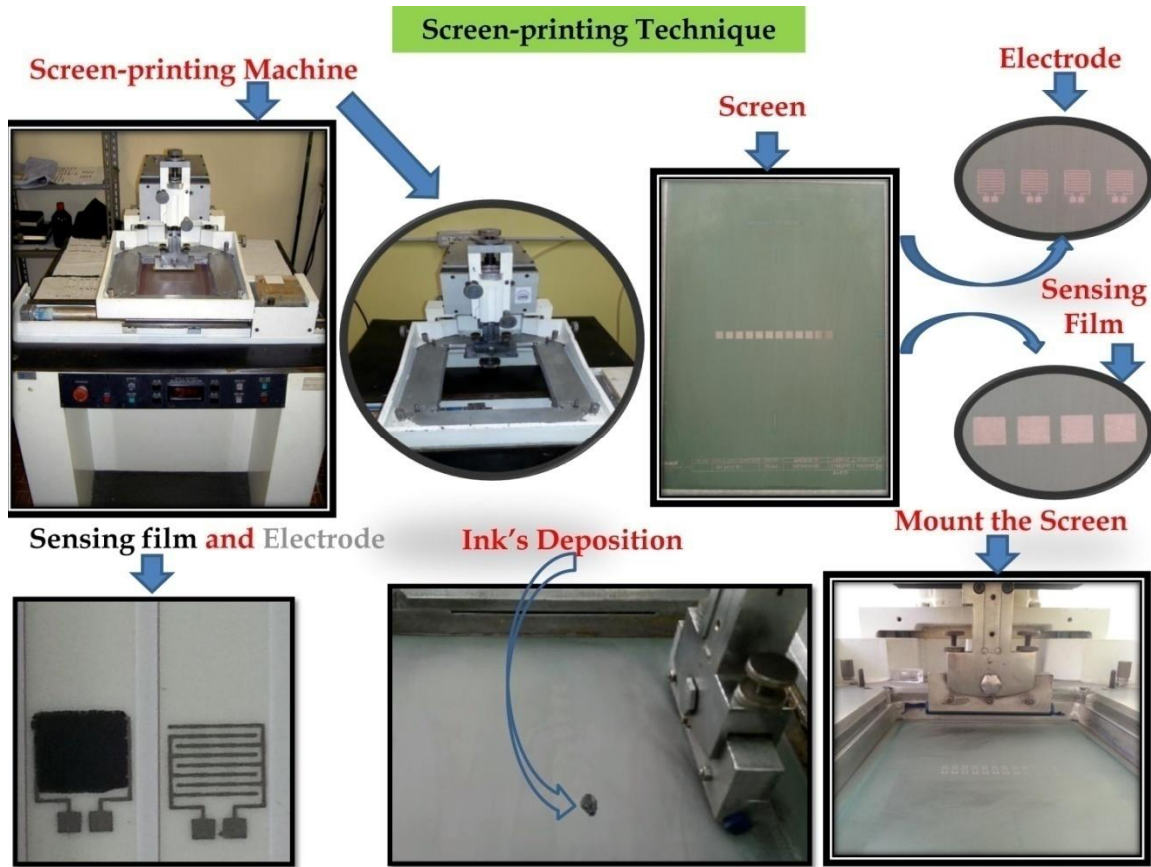 Screen-printing Technique
Screen-printing Machine
Electrode
Screen
Sensing
Film
Sensing film and Electrode
Ink's Deposition
Mount the Screen